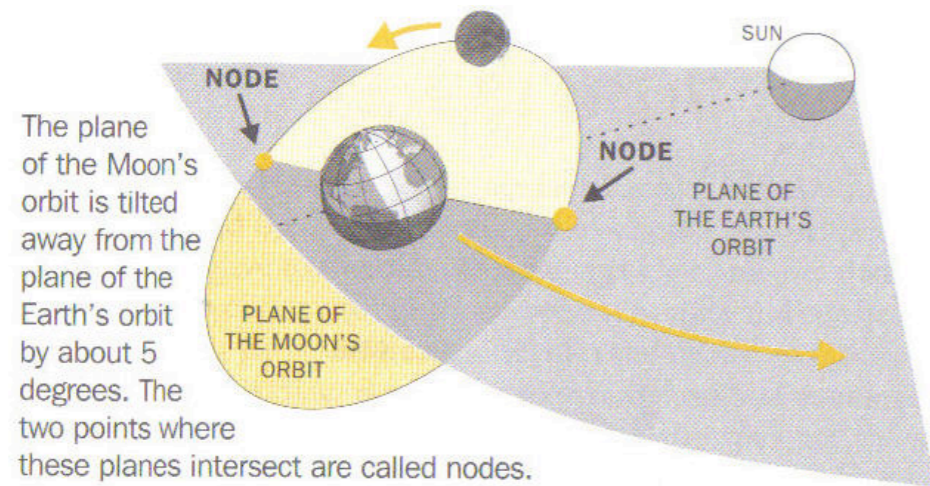 SUN
NODE
NODE
The plane
of the Moon's
orbit is tilted
away from the
plane of the
Earth's orbit
by about 5
degrees. The
two points where
these planes intersect are called nodes.
PLANE OF
THE EARTH'S
ORBIT
PLANE OF
THE MOON'S
ORBIT